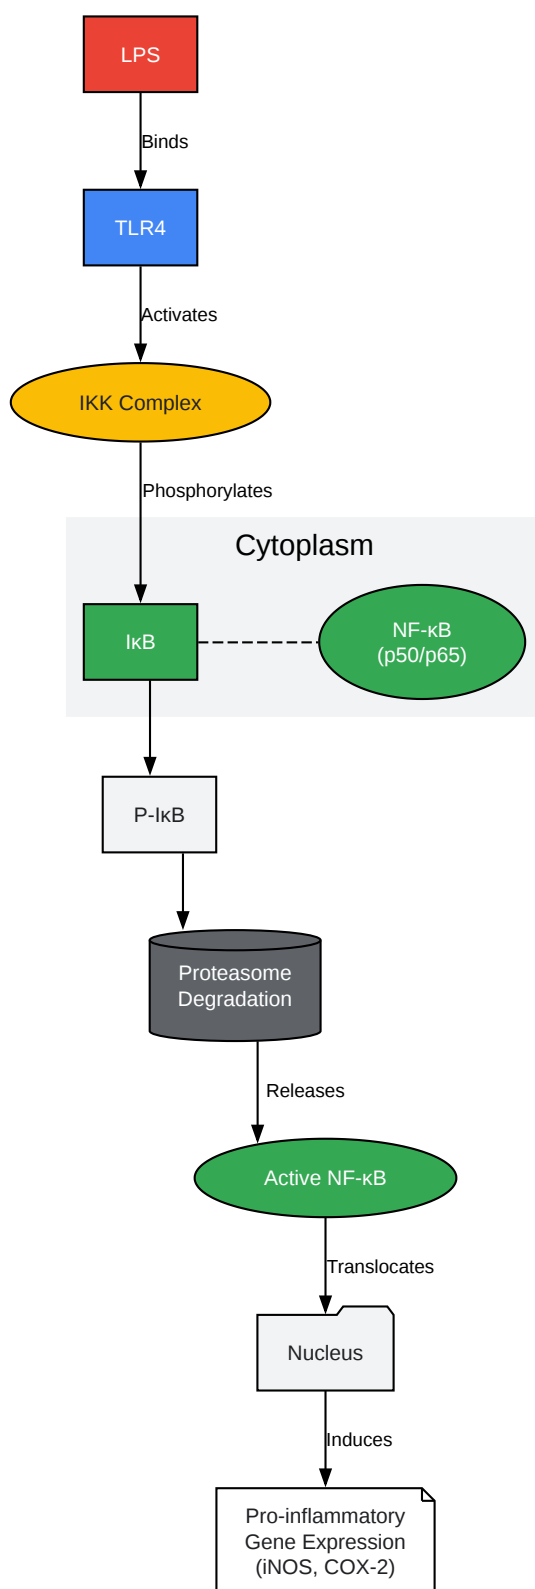 LPS
Binds
TLR4
Activates
IKK Complex
Phosphorylates
Cytoplasm
IκB
NF-κB
(p50/p65)
P-IκB
Proteasome
Degradation
Releases
Active NF-κB
Translocates
Nucleus
Induces
Pro-inflammatory
Gene Expression
(iNOS, COX-2)